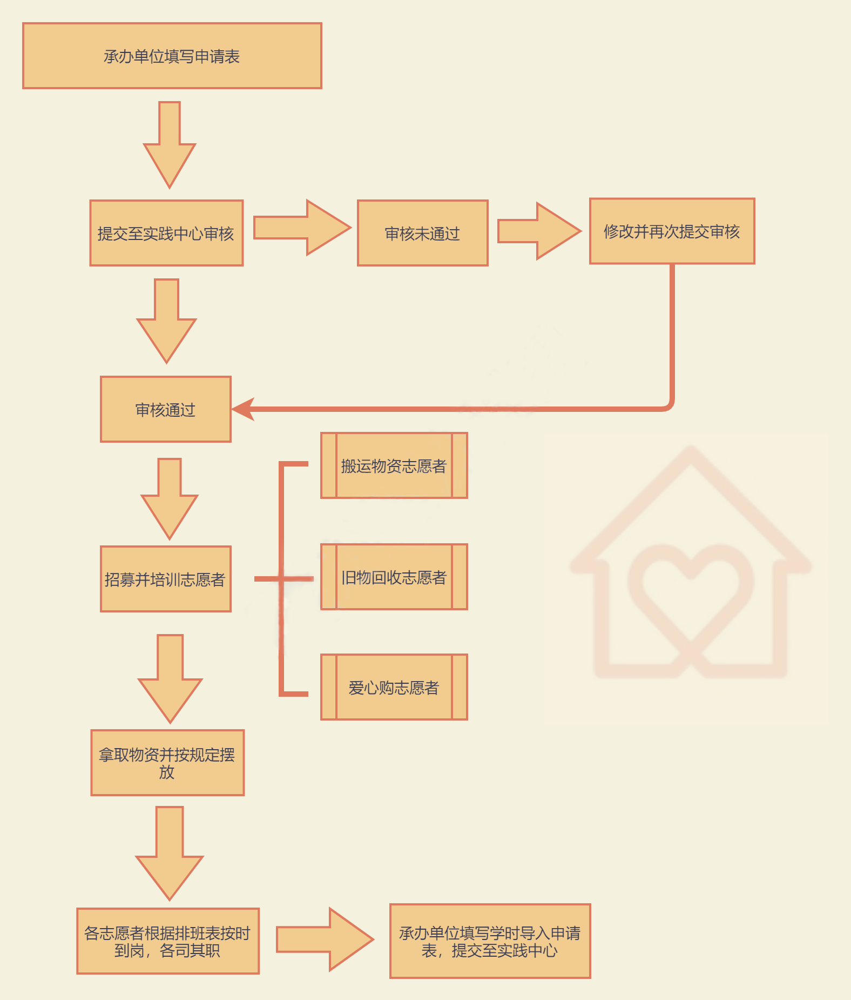 承办单位填写申请表
提交至实践中心审核
审核未通过
修改并再次提交审核
审核通过
搬运物资志愿者
招募并培训志愿者
旧物回收志愿者
爱心购志愿者
拿取物资并按规定摆
放
各志愿者根据排班表按时
到岗，各司其职
承办单位填写学时导入申请
表，提交至实践中心